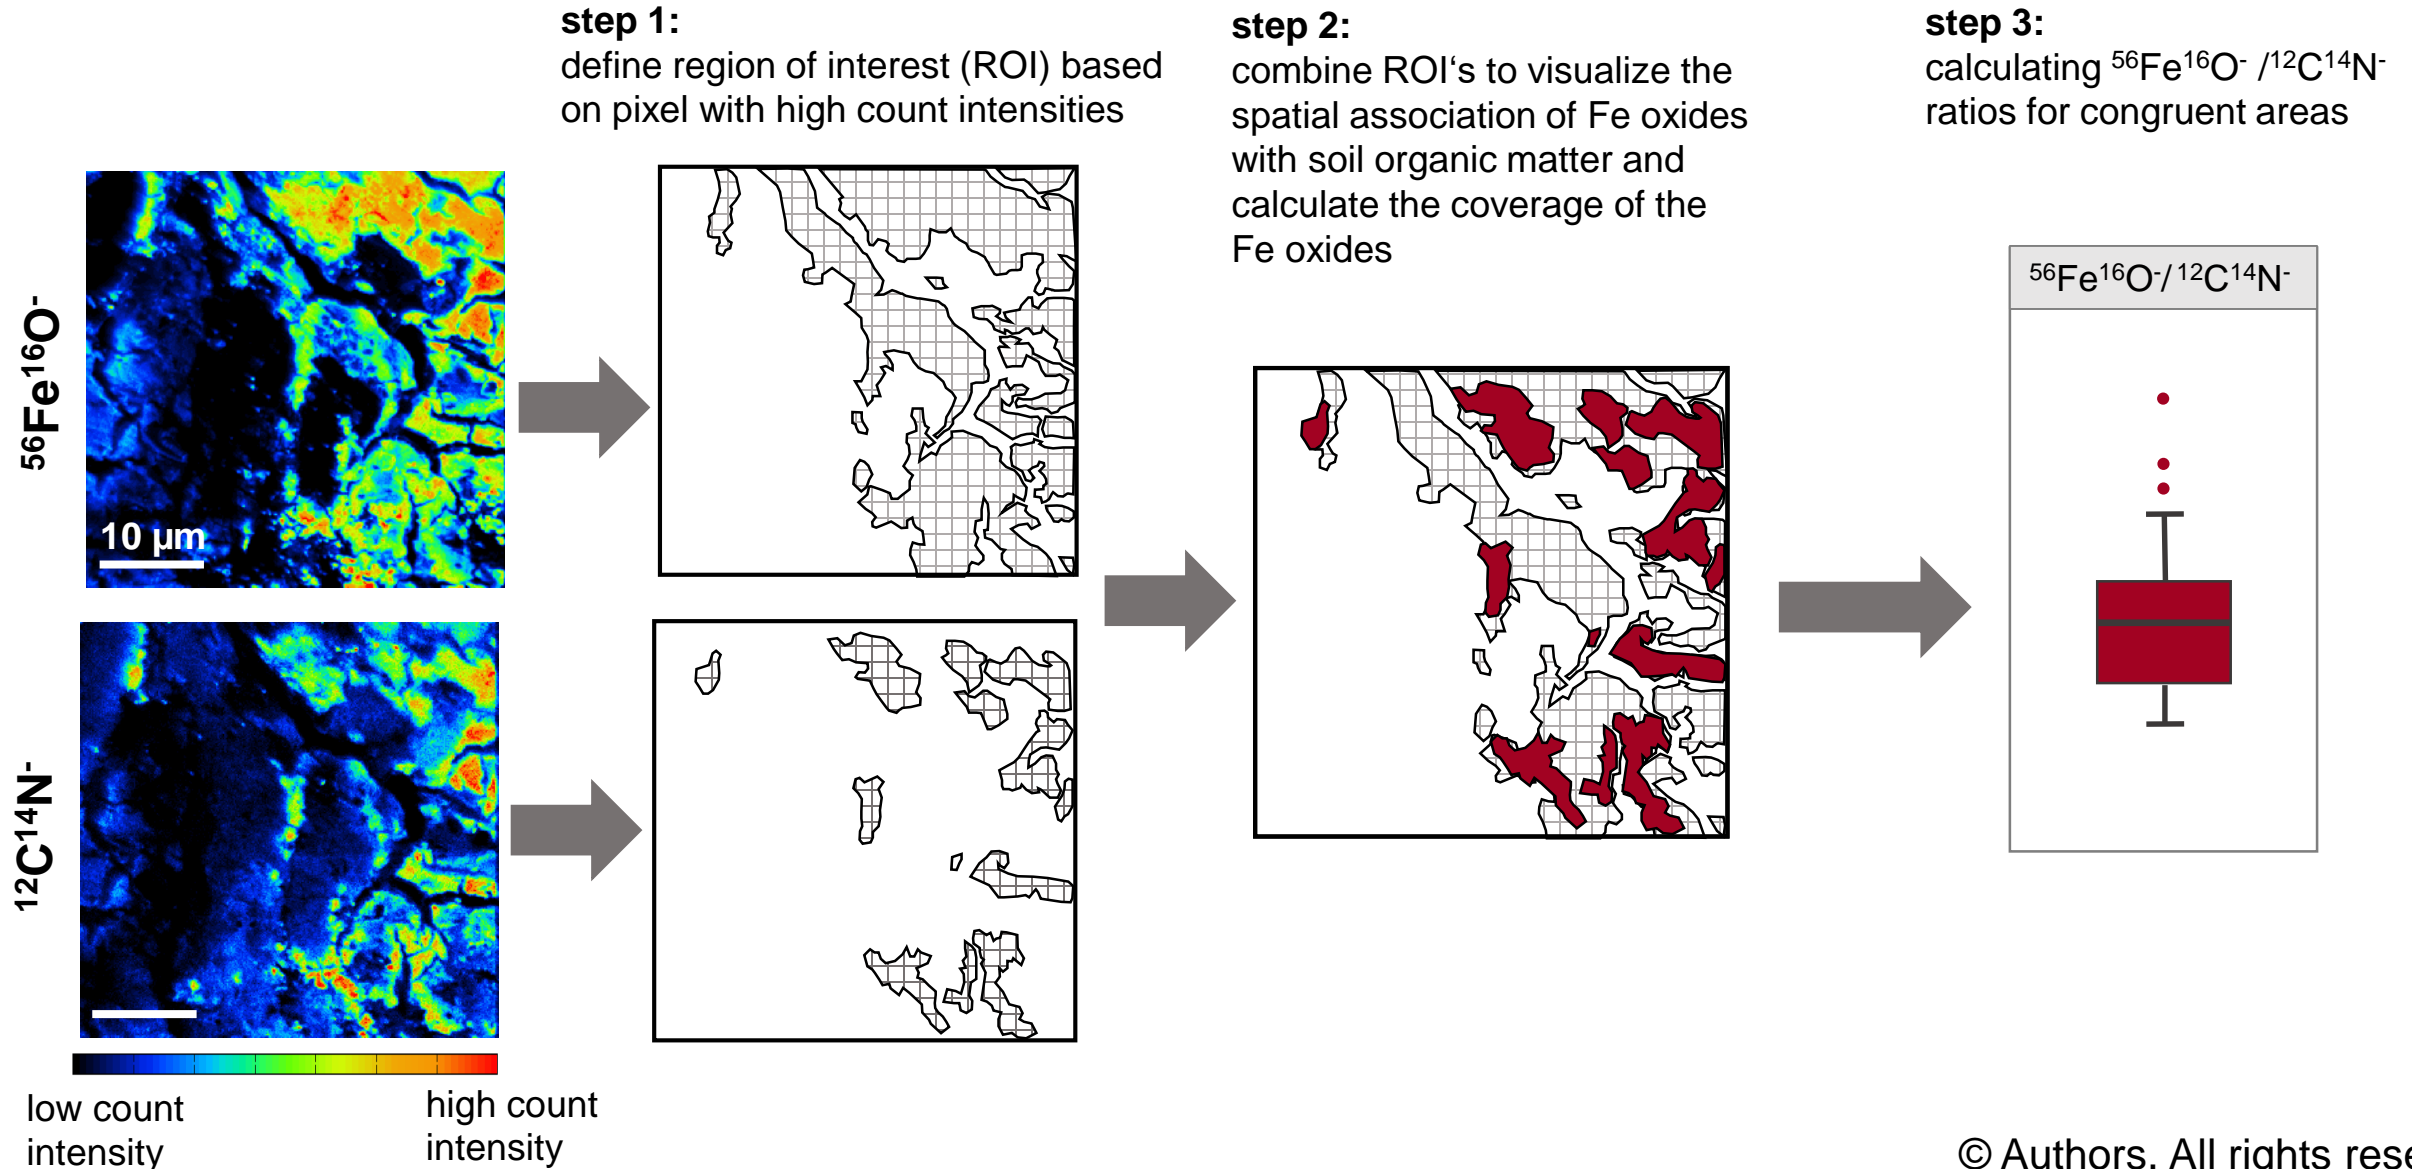 step 1:
define region of interest (ROI) based
on pixel with high count intensities
step 2:
combine ROI‘s to visualize the
spatial association of Fe oxides
with soil organic matter and
calculate the coverage of the
Fe oxides
step 3:
calculating ⁵⁶Fe¹⁶O⁻ /¹²C¹⁴N⁻
ratios for congruent areas
⁵⁶Fe¹⁶O⁻
10 µm
¹²C¹⁴N⁻
low count
intensity
high count
intensity
⁵⁶Fe¹⁶O⁻/ ¹²C¹⁴N⁻
© Authors. All rights rese